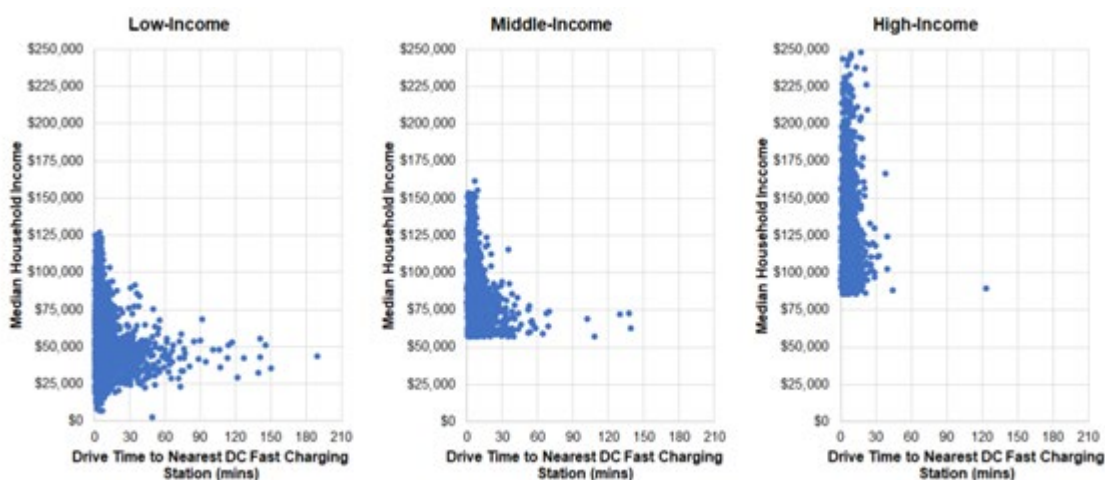 Low-Income
Median Household Income
$250,000
$225,000
$200,000
$175,000
$150,000
$125,000
$100,000
$75,000
$50,000
$25,000
$0
0 30 60 90 120 150 180 210
Drive Time to Nearest DC Fast Charging
Station (mins)
Middle-Income
Median Household Income
$250,000
$225,000
$200,000
$175,000
$150,000
$125,000
$100,000
$75,000
$50,000
$25,000
$0
0 30 60 90 120 150 180 210
Drive Time to Nearest DC Fast Charging
Station (mins)
High-Income
Median Household Inccome
$250,000
$225,000
$200,000
$175,000
$150,000
$125,000
$100,000
$75,000
$50,000
$25,000
$0
0 30 60 90 120 150 180 210
Drive Time to Nearest DC Fast Charging
Station (mins)